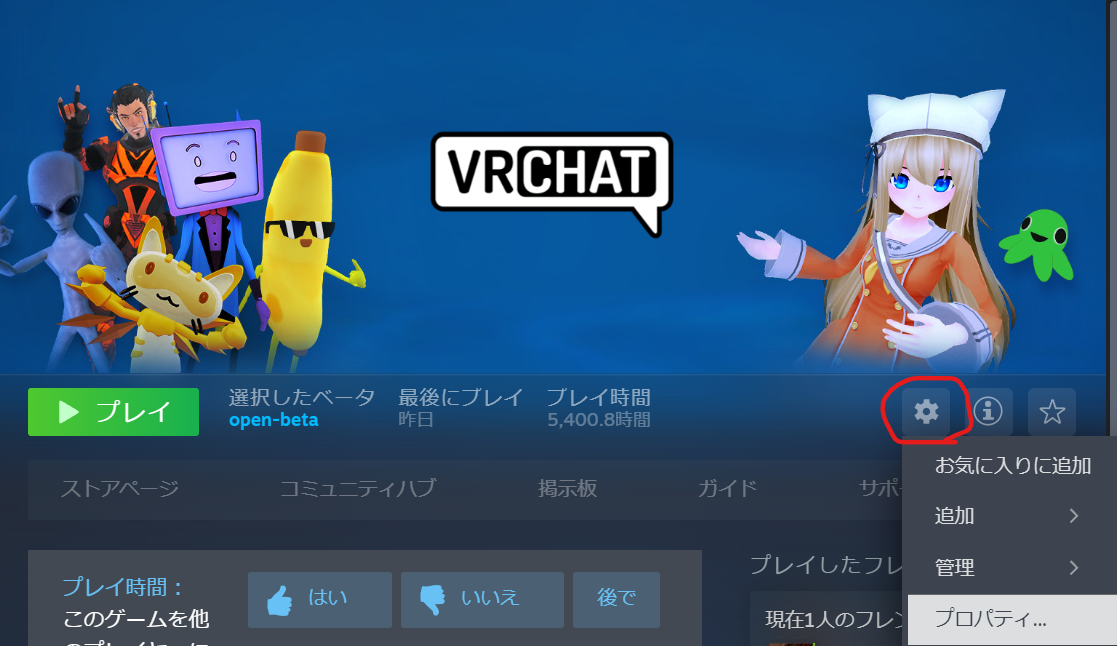 VRCHAT
プレイ
選択したベータ
open-beta
最後にプレイ
昨日
プレイ時間
5,400.8時間
ストアページ
コミュニティハブ
掲示板
ガイド
サポー
お気に入りに追加
追加
管理
プロパティ...
プレイ時間：
このゲームを他
はい
いいえ
後で
プレイしたフレ
現在1人のフレン